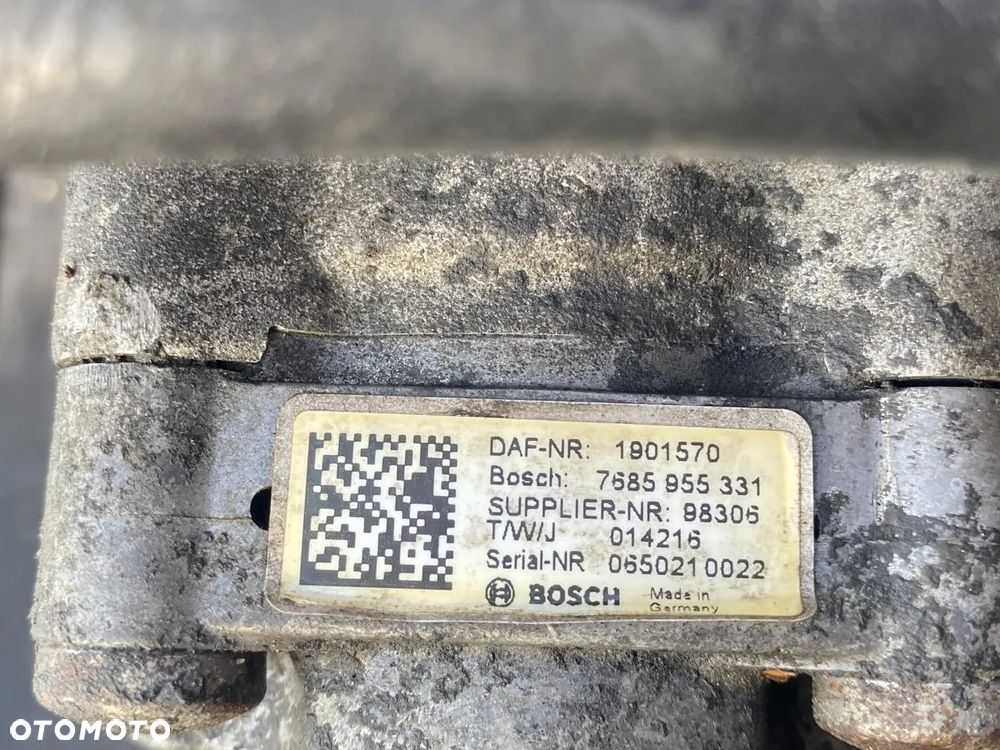 DAF-NR: 1901570
Bosch: 7685 955 331
SUPPLIER-NR: 98306
T/W/J 014216
Serial-NR 0650210022
BOSCH Made in
Germany
OTOMOTO